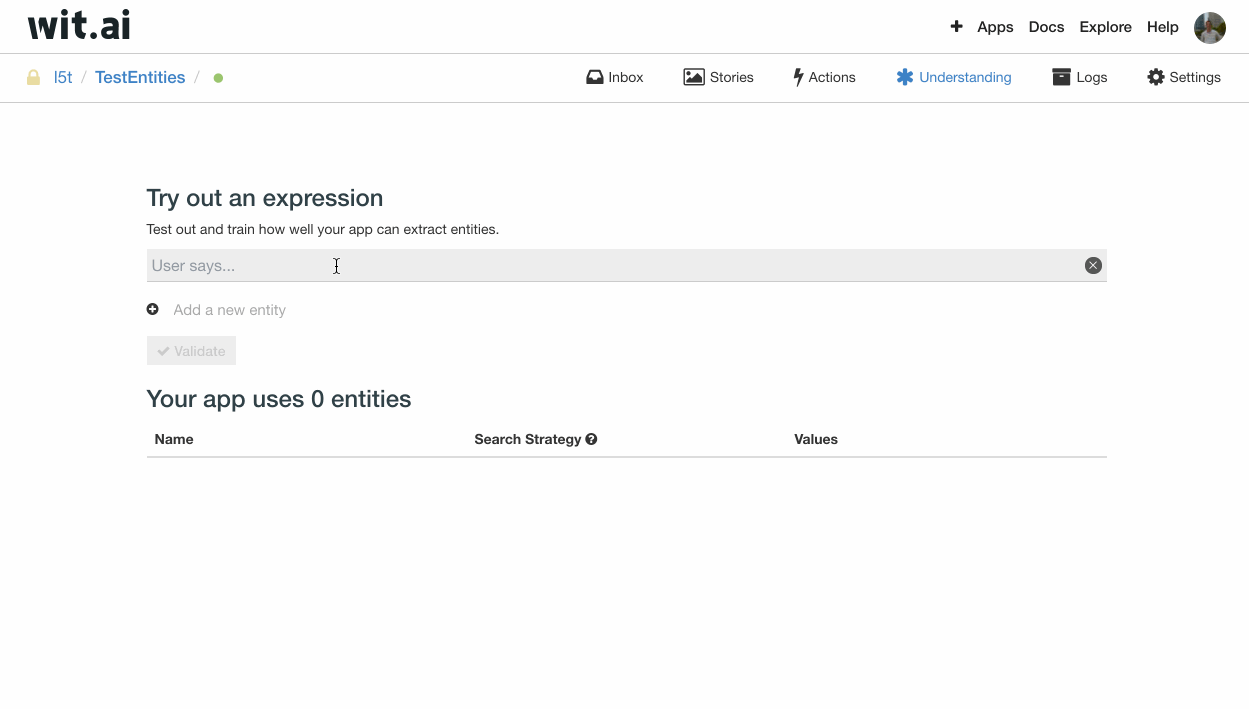 wit.ai
Apps Docs Explore Help
l5t / TestEntities /
Inbox Stories Actions Understanding Logs Settings
Try out an expression
Test out and train how well your app can extract entities.
User says...
Add a new entity
Validate
Your app uses 0 entities
Name Search Strategy Values